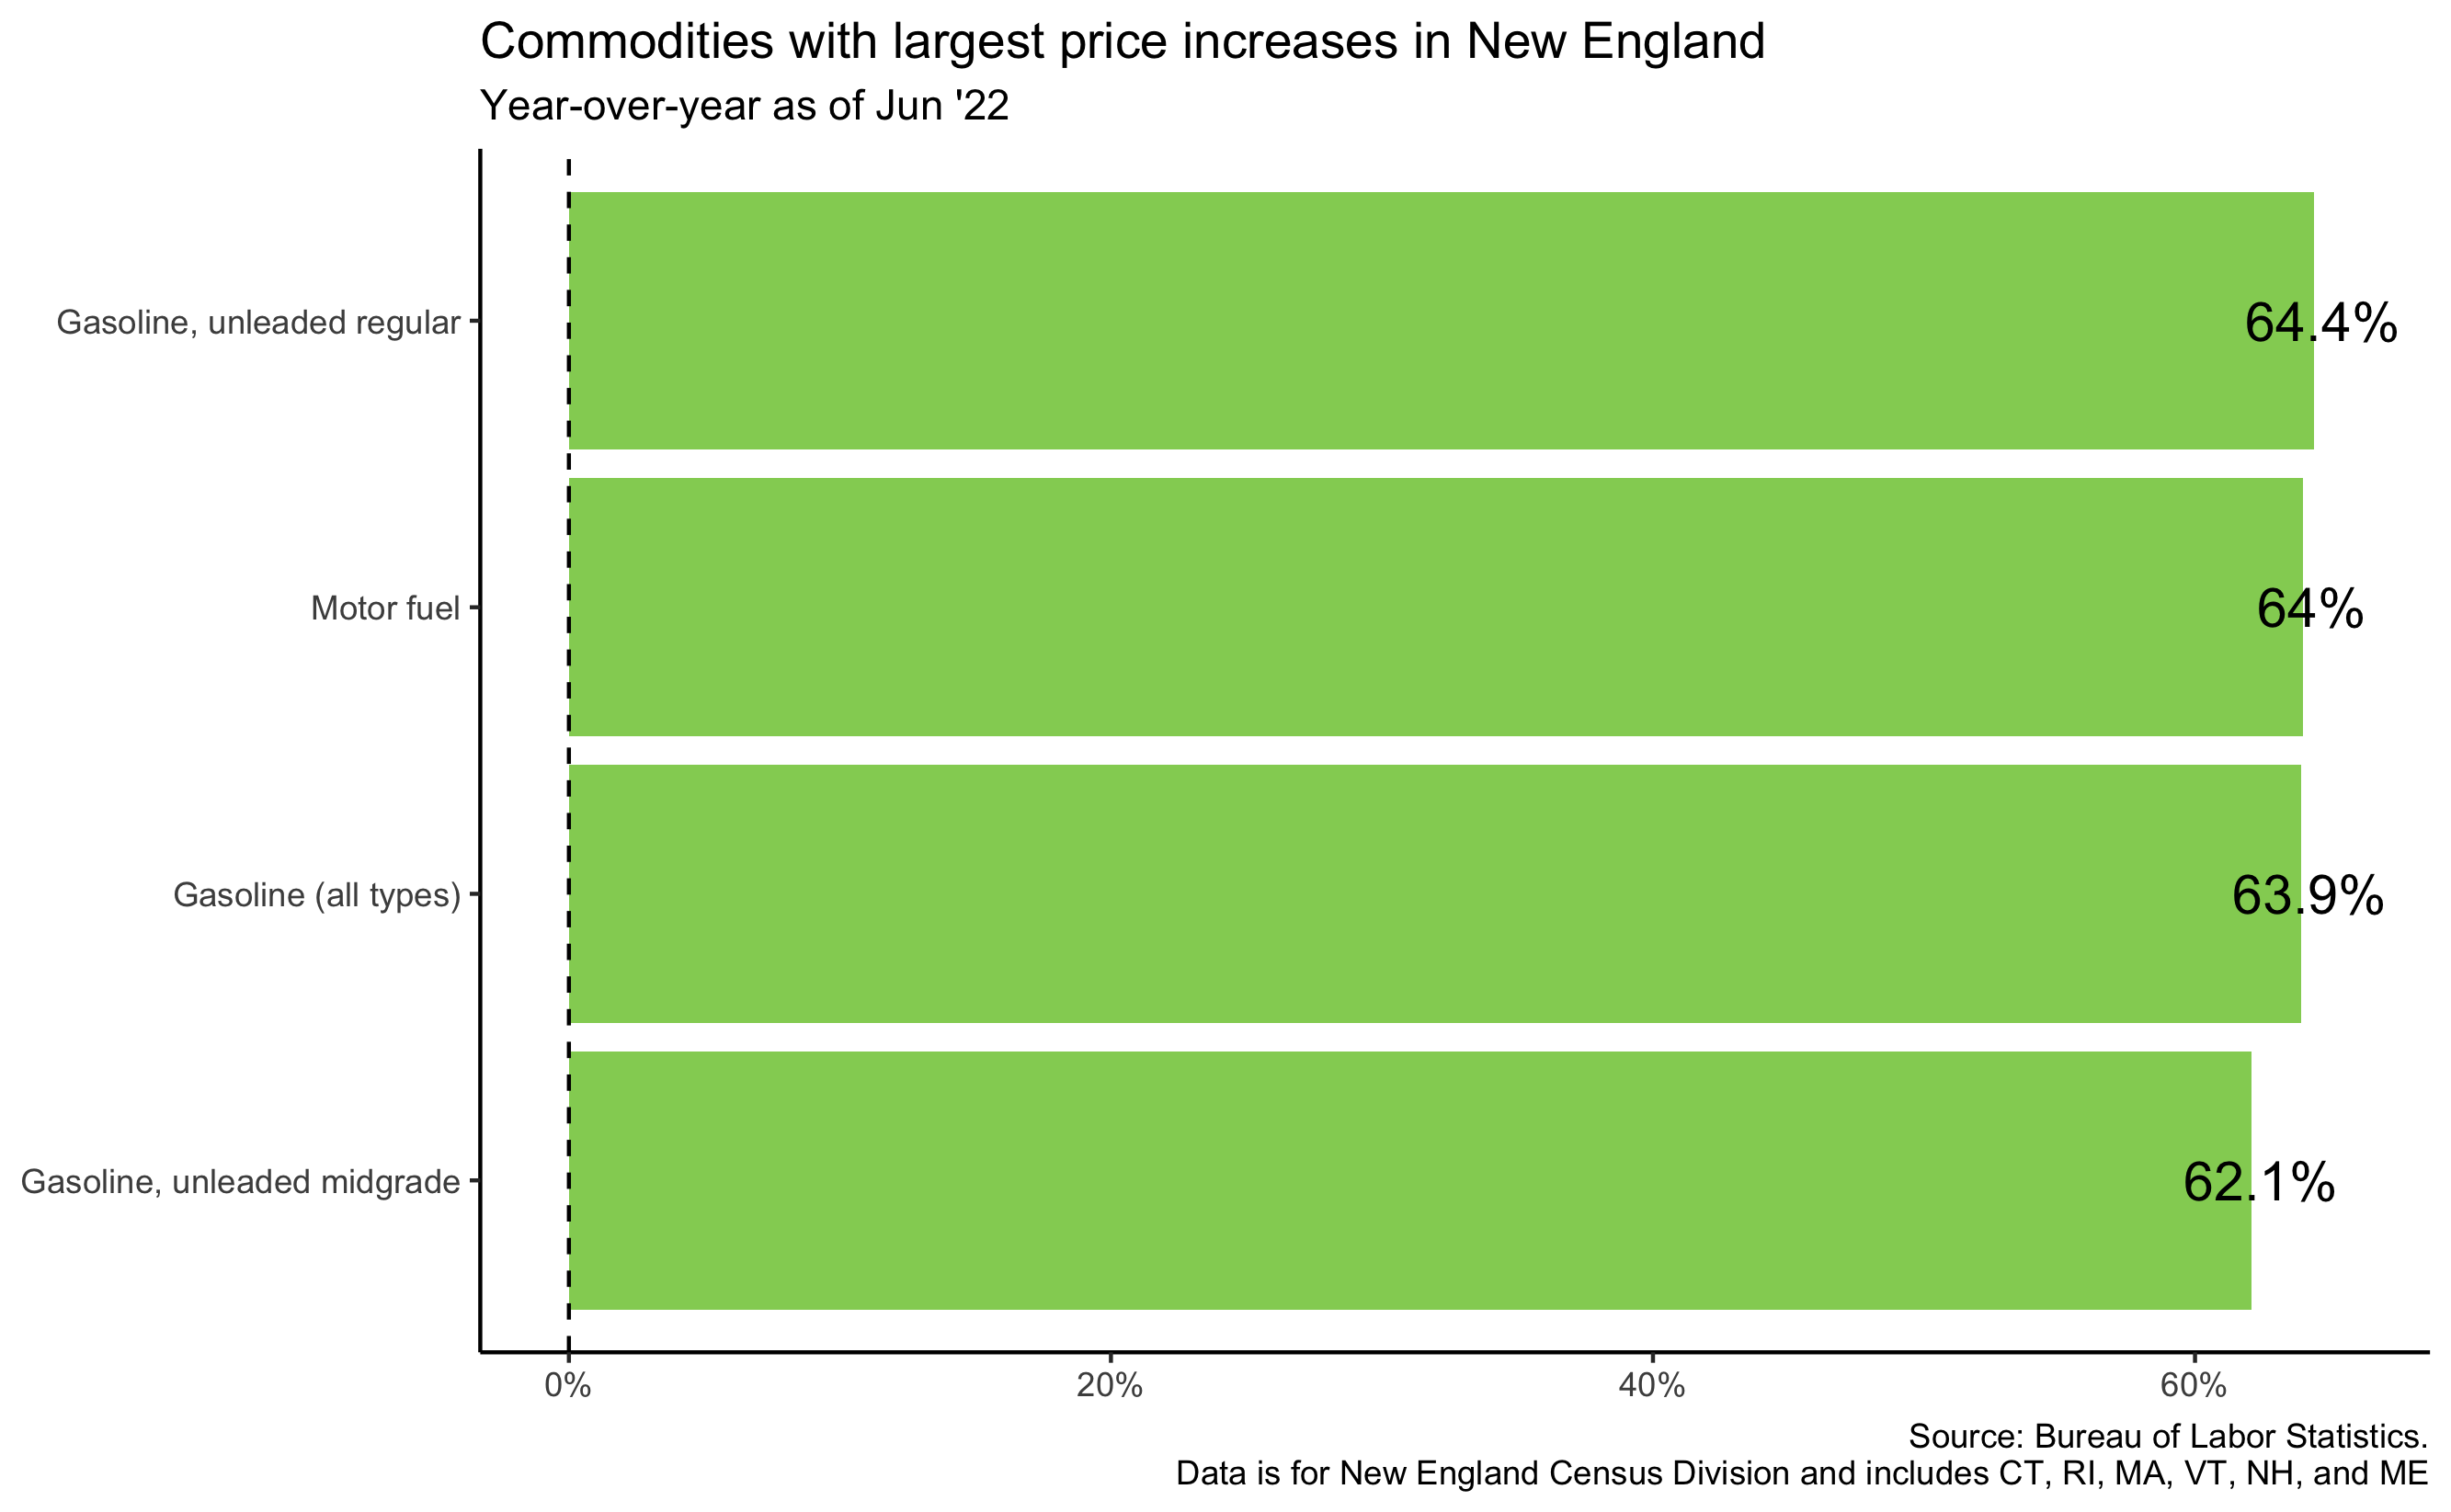 Commodities with largest price increases in New England
Year-over-year as of Jun '22
Gasoline, unleaded regular
64.4%
Motor fuel
64%
Gasoline (all types)
63.9%
Gasoline, unleaded midgrade
62.1%
0%
20%
40%
60%
Source: Bureau of Labor Statistics.
Data is for New England Census Division and includes CT, RI, MA, VT, NH, and ME